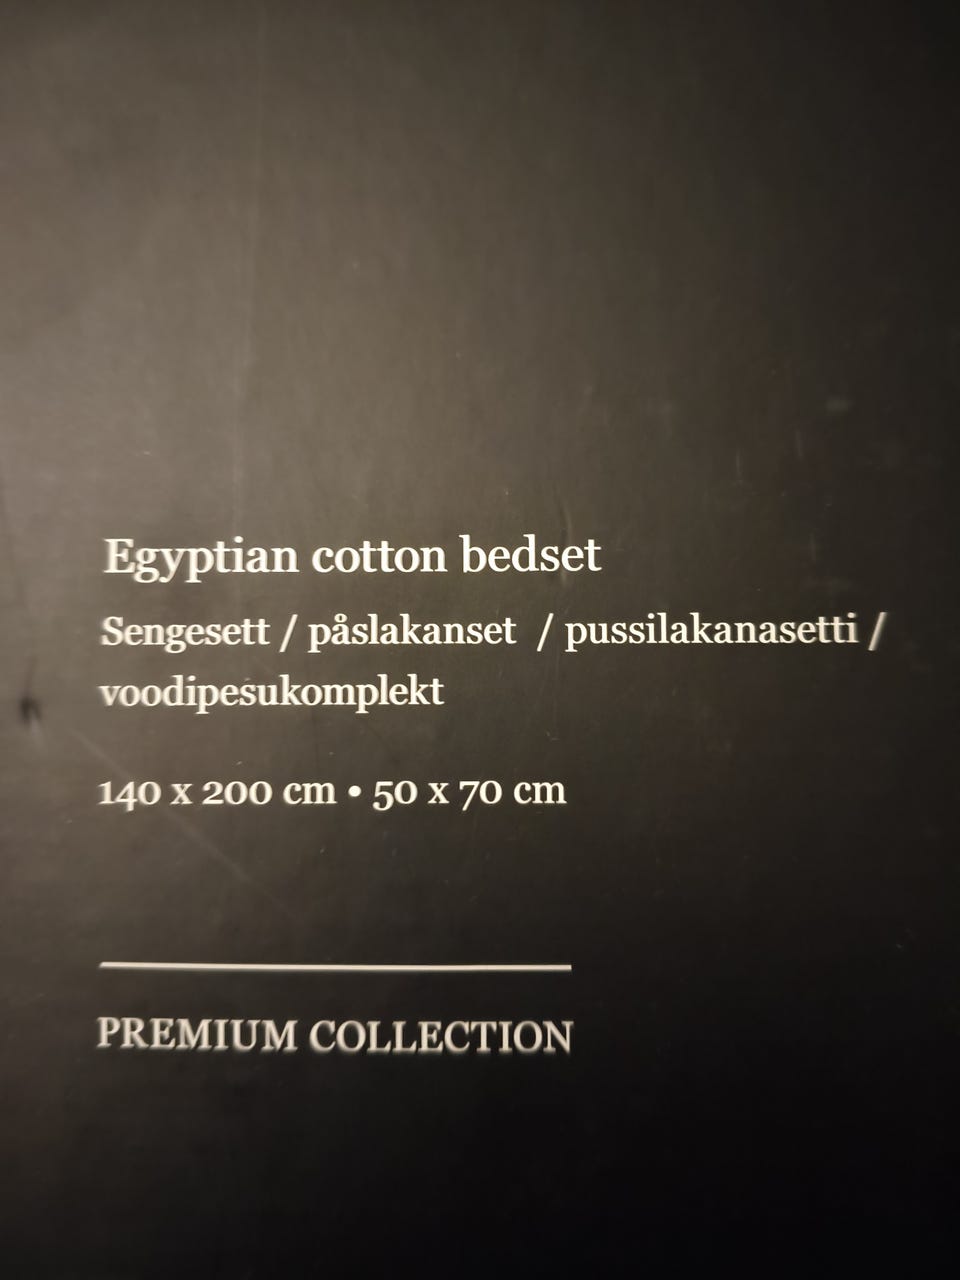 Egyptian cotton bedset
Sengesett / påslakanset / pussilakanasetti /
voodipesukomplekt
140 x 200 cm • 50 x 70 cm
PREMIUM COLLECTION